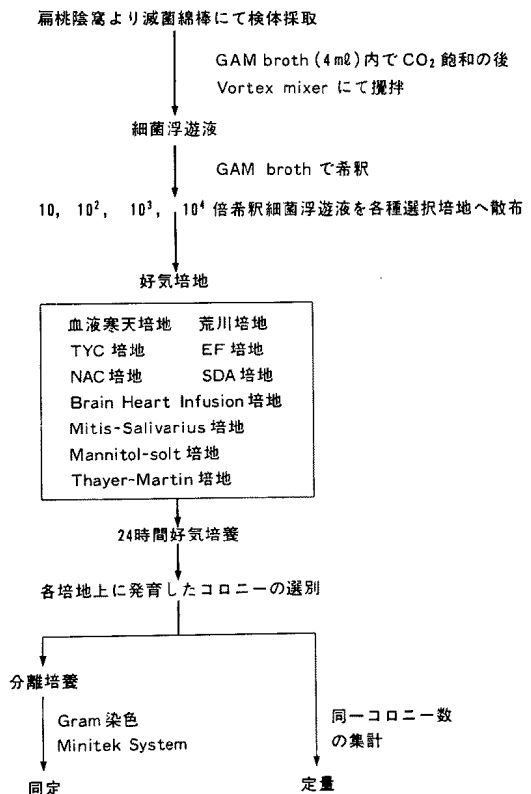 扁桃陰窩より滅菌綿棒にて検体採取
GAM broth (4mℓ) 内でCO₂ 飽和の後
Vortex mixer にて攪拌
細菌浮遊液
GAM broth で希釈
10, 10², 10³, 10⁴ 倍希釈細菌浮遊液を各種選択培地へ散布
好気培地
血液寒天培地 荒川培地
TYC 培地 EF 培地
NAC 培地 SDA 培地
Brain Heart Infusion 培地
Mitis-Salivarius 培地
Mannitol-solt 培地
Thayer-Martin 培地
24時間好気培養
各培地上に発育したコロニーの選別
分離培養
Gram 染色
Minitek System
同定
同一コロニー数
の集計
定量